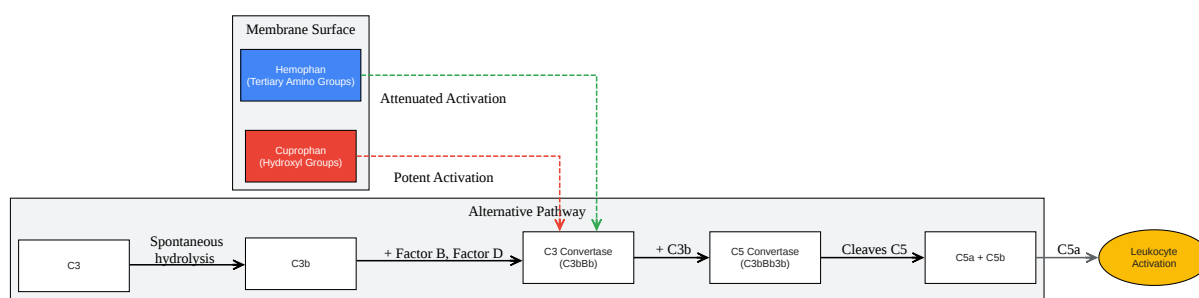 Membrane Surface
Hemophan
(Tertiary Amino Groups)
Attenuated Activation
Cuprophan
(Hydroxyl Groups)
Potent Activation
Alternative Pathway
C3
Spontaneous
hydrolysis
C3b
+ Factor B, Factor D
C3 Convertase
(C3bBb)
+ C3b
C5 Convertase
(C3bBb3b)
Cleaves C5
C5a + C5b
C5a
Leukocyte
Activation